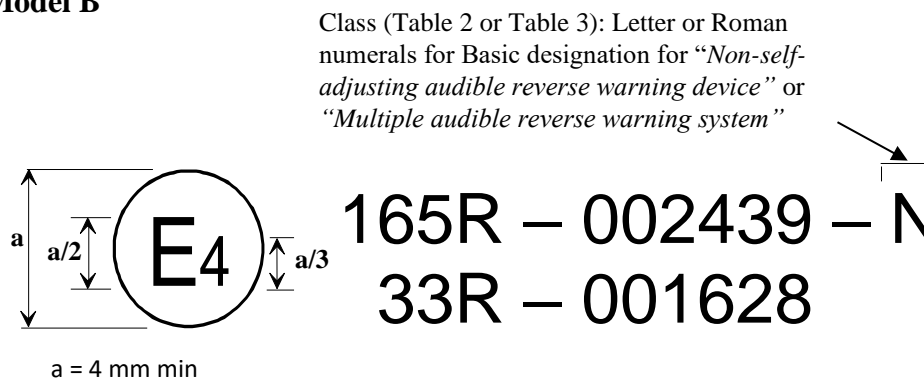 Model B
Class (Table 2 or Table 3): Letter or Roman
numerals for Basic designation for “Non-self-
adjusting audible reverse warning device” or
“Multiple audible reverse warning system”
a
a/2
E4
a/3
165R – 002439 – N
33R – 001628
a = 4 mm min